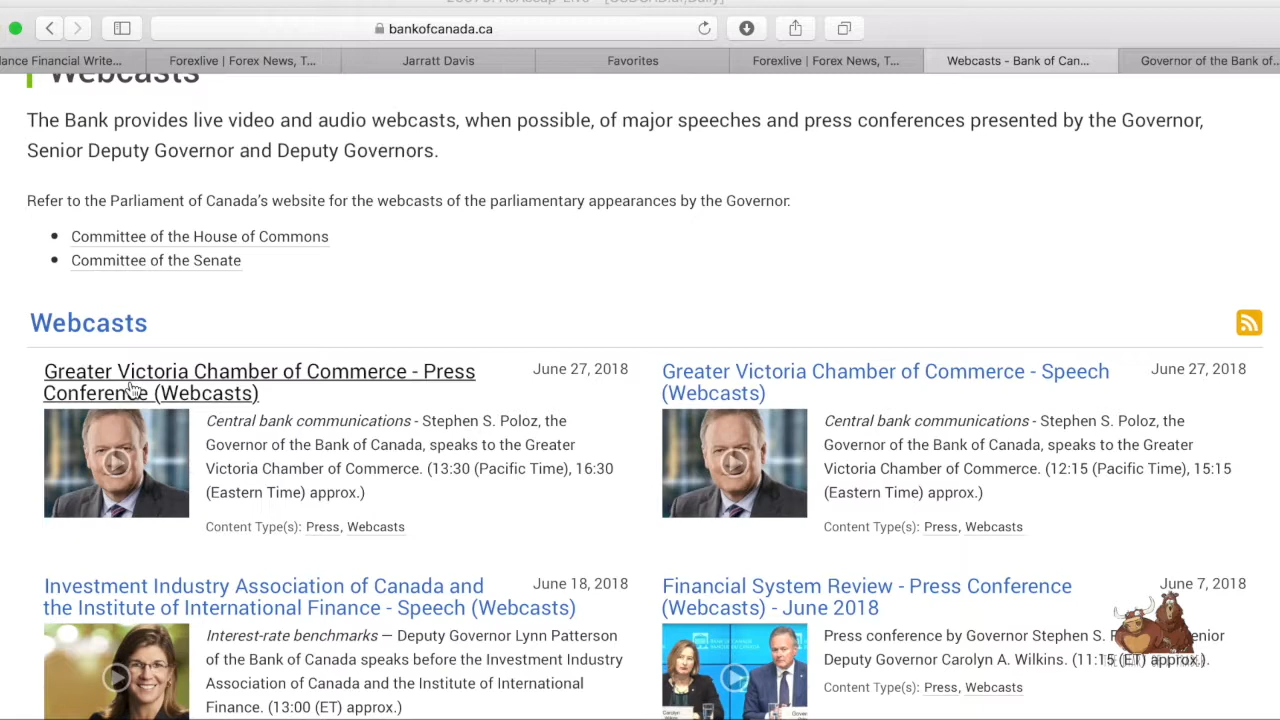 bankofcanada.ca
ance Financial Write...
Forexlive | Forex News, T...
Jarratt Davis
Favorites
Forexlive | Forex News, T...
Webcasts - Bank of Can...
Governor of the Bank of...
Webcasts
The Bank provides live video and audio webcasts, when possible, of major speeches and press conferences presented by the Governor,
Senior Deputy Governor and Deputy Governors.
Refer to the Parliament of Canada's website for the webcasts of the parliamentary appearances by the Governor:
• Committee of the House of Commons
• Committee of the Senate
Webcasts
Greater Victoria Chamber of Commerce - Press
Conference (Webcasts)
June 27, 2018
Central bank communications - Stephen S. Poloz, the
Governor of the Bank of Canada, speaks to the Greater
Victoria Chamber of Commerce. (13:30 (Pacific Time), 16:30
(Eastern Time) approx.)
Content Type(s): Press, Webcasts
Greater Victoria Chamber of Commerce - Speech
(Webcasts)
June 27, 2018
Central bank communications - Stephen S. Poloz, the
Governor of the Bank of Canada, speaks to the Greater
Victoria Chamber of Commerce. (12:15 (Pacific Time), 15:15
(Eastern Time) approx.)
Content Type(s): Press, Webcasts
Investment Industry Association of Canada and
the Institute of International Finance - Speech (Webcasts)
June 18, 2018
Interest-rate benchmarks — Deputy Governor Lynn Patterson
of the Bank of Canada speaks before the Investment Industry
Association of Canada and the Institute of International
Finance. (13:00 (ET) approx.)
Financial System Review - Press Conference
(Webcasts) - June 2018
June 7, 2018
Press conference by Governor Stephen S. enior
Deputy Governor Carolyn A. Wilkins. (11:15 (ET) approx.).
Content Type(s): Press, Webcasts